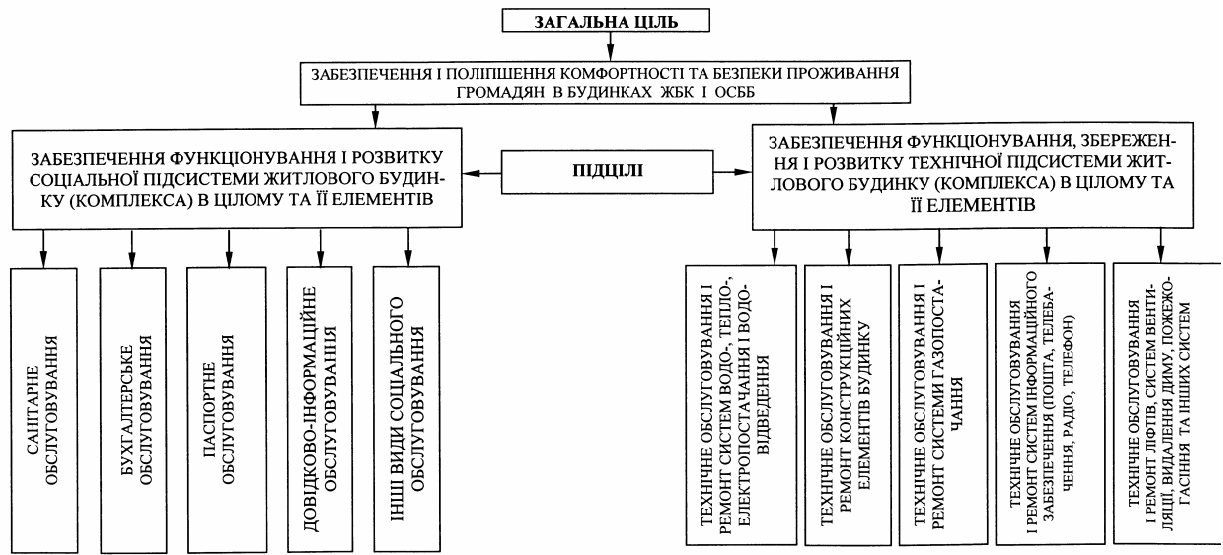 ЗАГАЛЬНА ЦІЛЬ
ЗАБЕЗПЕЧЕННЯ І ПОЛІПШЕННЯ КОМФОРТНОСТІ ТА БЕЗПЕКИ ПРОЖИВАННЯ
ГРОМАДЯН В БУДИНКАХ ЖБК І ОСББ
ЗАБЕЗПЕЧЕННЯ ФУНКЦІОНУВАННЯ І РОЗВИТКУ
СОЦІАЛЬНОЇ ПІДСИСТЕМИ ЖИТЛОВОГО БУДИН-
КУ (КОМПЛЕКСА) В ЦІЛОМУ ТА ЇЇ ЕЛЕМЕНТІВ
ПІДЦІЛІ
ЗАБЕЗПЕЧЕННЯ ФУНКЦІОНУВАННЯ, ЗБЕРЕЖЕН-
НЯ І РОЗВИТКУ ТЕХНІЧНОЇ ПІДСИСТЕМИ ЖИТ-
ЛОВОГО БУДИНКУ (КОМПЛЕКСА) В ЦІЛОМУ ТА
ЇЇ ЕЛЕМЕНТІВ
САНІТАРНЕ
ОБСЛУГОВУВАННЯ
БУХГАЛТЕРСЬКЕ
ОБСЛУГОВУВАННЯ
ПАСПОРТНЕ
ОБСЛУГОВУВАННЯ
ДОВІДКОВО-ІНФОРМАЦІЙНЕ
ОБСЛУГОВУВАННЯ
ІНШІ ВИДИ СОЦІАЛЬНОГО
ОБСЛУГОВУВАННЯ
ТЕХНІЧНЕ ОБСЛУГОВУВАННЯ І
РЕМОНТ СИСТЕМ ВОДО-, ТЕПЛО-,
ЕЛЕКТРОПОСТАЧАННЯ І ВОДО-
ВІДВЕДЕННЯ
ТЕХНІЧНЕ ОБСЛУГОВУВАННЯ І
РЕМОНТ КОНСТРУКЦІЙНИХ
ЕЛЕМЕНТІВ БУДИНКУ
ТЕХНІЧНЕ ОБСЛУГОВУВАННЯ І
РЕМОНТ СИСТЕМИ ГАЗОПОСТА-
ЧАННЯ
ТЕХНІЧНЕ ОБСЛУГОВУВАННЯ
І РЕМОНТ СИСТЕМ ІНФОРМАЦІЙНОГО
ЗАБЕЗПЕЧЕННЯ (ПОШТА, ТЕЛЕБА-
ЧЕННЯ, РАДІО, ТЕЛЕФОН)
ТЕХНІЧНЕ ОБСЛУГОВУВАННЯ
І РЕМОНТ ЛІФТІВ, СИСТЕМ ВЕНТИ-
ЛЯЦІЇ, ВИДАЛЕННЯ ДИМУ, ПОЖЕЖО-
ГАСІННЯ ТА ІНШИХ СИСТЕМ